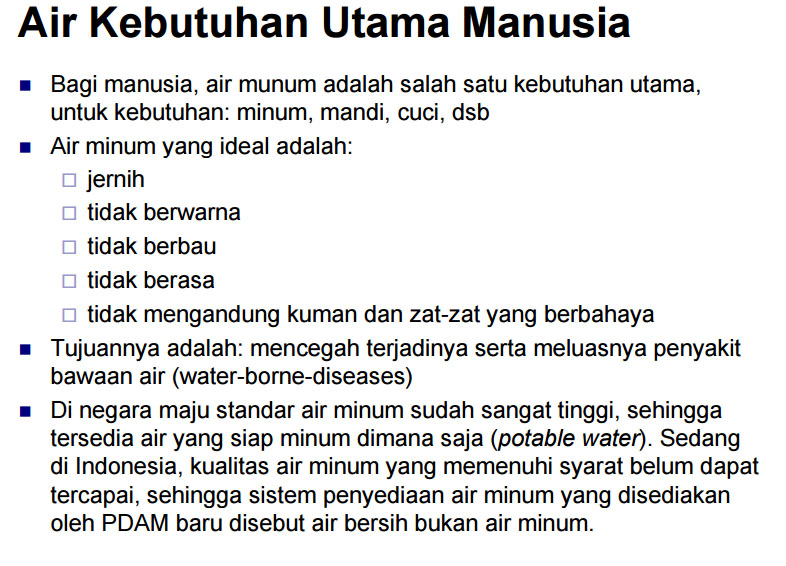 Air Kebutuhan Utama Manusia
Bagi manusia, air munum adalah salah satu kebutuhan utama,
untuk kebutuhan: minum, mandi, cuci, dsb
Air minum yang ideal adalah:
jernih
tidak berwarna
tidak berbau
tidak berasa
tidak mengandung kuman dan zat-zat yang berbahaya
Tujuannya adalah: mencegah terjadinya serta meluasnya penyakit
bawaan air (water-borne-diseases)
Di negara maju standar air minum sudah sangat tinggi, sehingga
tersedia air yang siap minum dimana saja (potable water). Sedang
di Indonesia, kualitas air minum yang memenuhi syarat belum dapat
tercapai, sehingga sistem penyediaan air minum yang disediakan
oleh PDAM baru disebut air bersih bukan air minum.